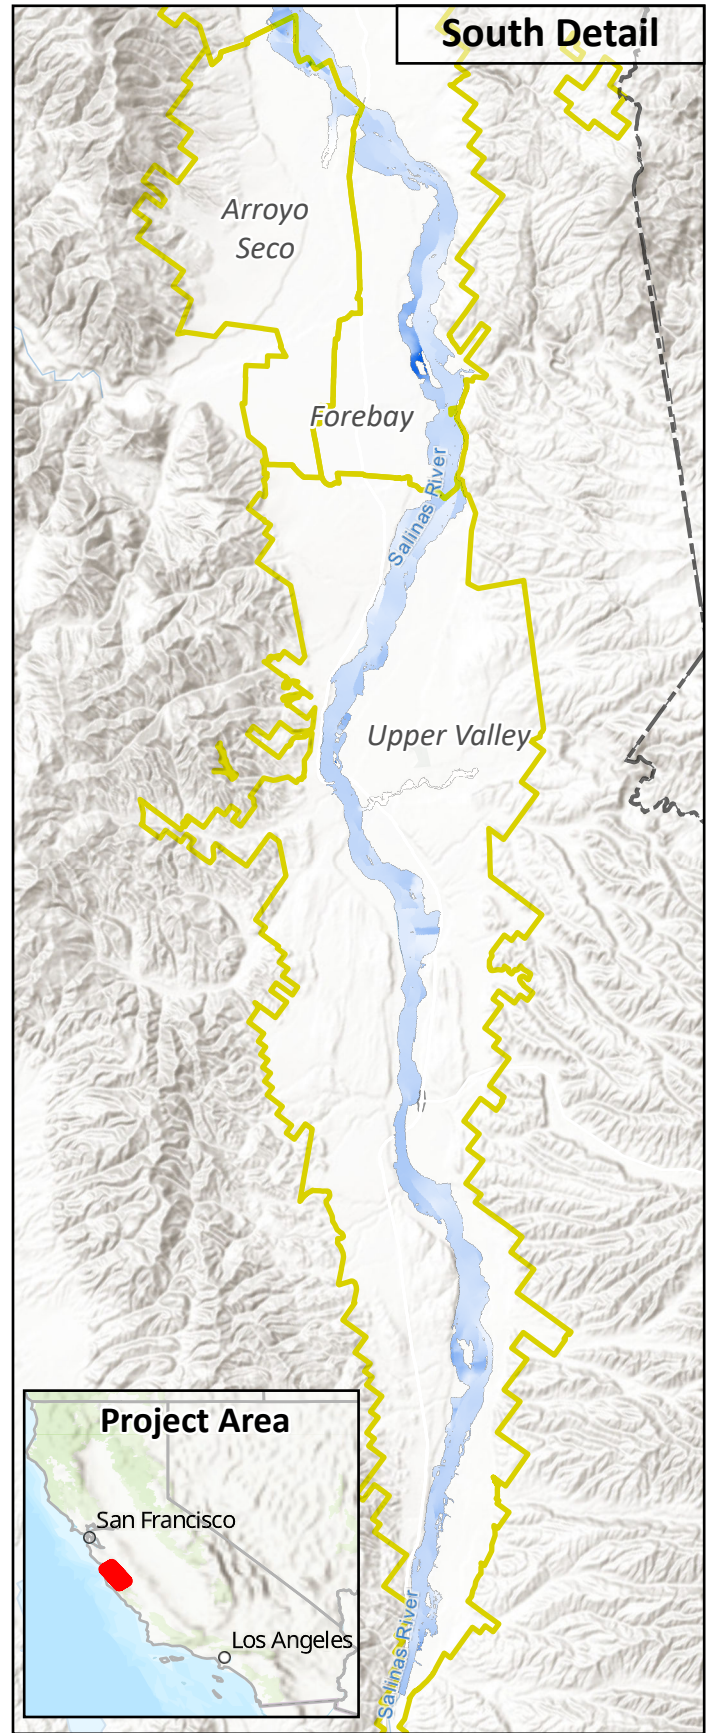 South Detail
Arroyo
Seco
Forebay
Salinas River
Upper Valley
Project Area
San Francisco
Los Angeles
Salinas River